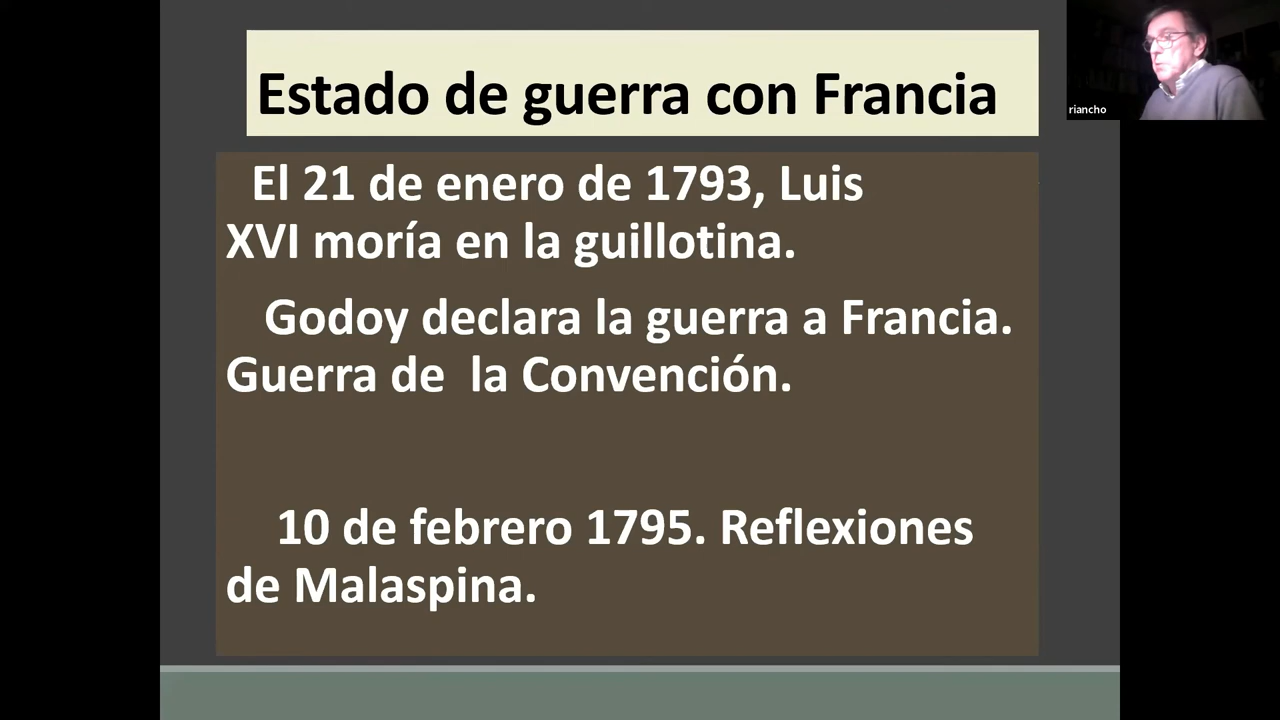 Estado de guerra con Francia
riancho
El 21 de enero de 1793, Luis
XVI moría en la guillotina.
Godoy declara la guerra a Francia.
Guerra de  la Convención.
10 de febrero 1795. Reflexiones
de Malaspina.